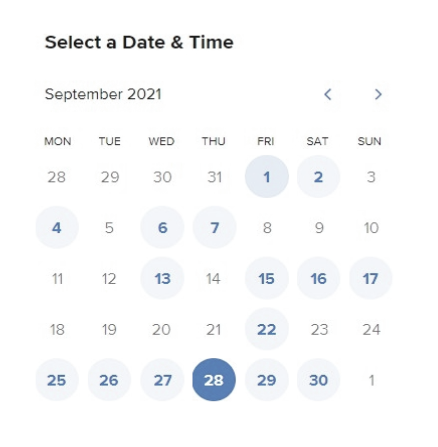 Select a Date & Time
September 2021
MON TUE WED THU FRI SAT SUN
28 29 30 31 1 2 3
4 5 6 7 8 9 10
11 12 13 14 15 16 17
18 19 20 21 22 23 24
25 26 27 28 29 30 1